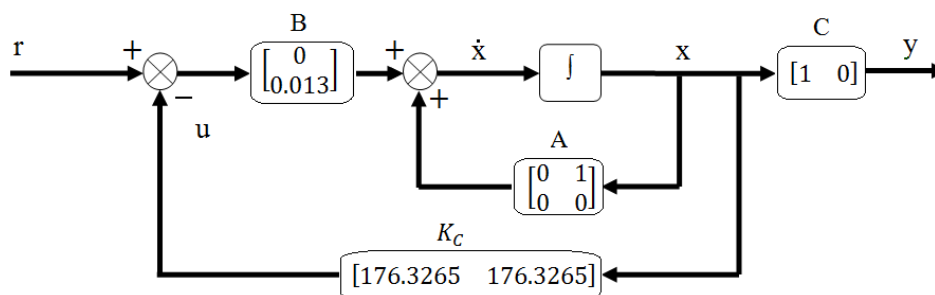 r
+
−
u
B
[0
0.013]
+
+
ẋ
∫
x
C
[1 0]
y
A
[0 1
0 0]
K_C
[176.3265 176.3265]